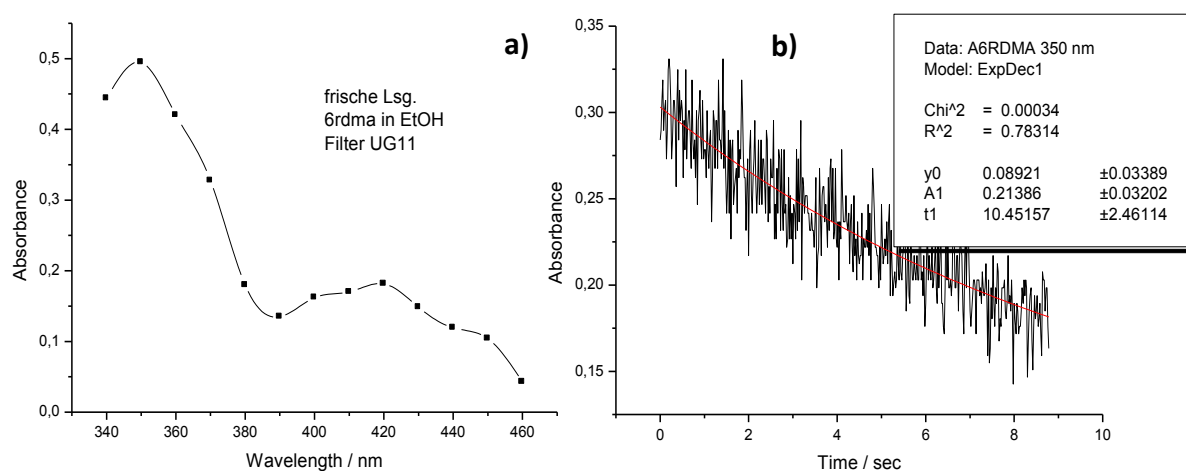 a)
0,5
0,4
0,3
0,2
0,1
0,0
Absorbance
frische Lsg.
6rdma in EtOH
Filter UG11
340 360 380 400 420 440 460
Wavelength / nm
b)
0,35
0,30
0,25
0,20
0,15
Absorbance
Data: A6RDMA 350 nm
Model: ExpDec1
Chi^2 = 0.00034
R^2 = 0.78314
y0 0.08921 ±0.03389
A1 0.21386 ±0.03202
t1 10.45157 ±2.46114
0 2 4 6 8 10
Time / sec